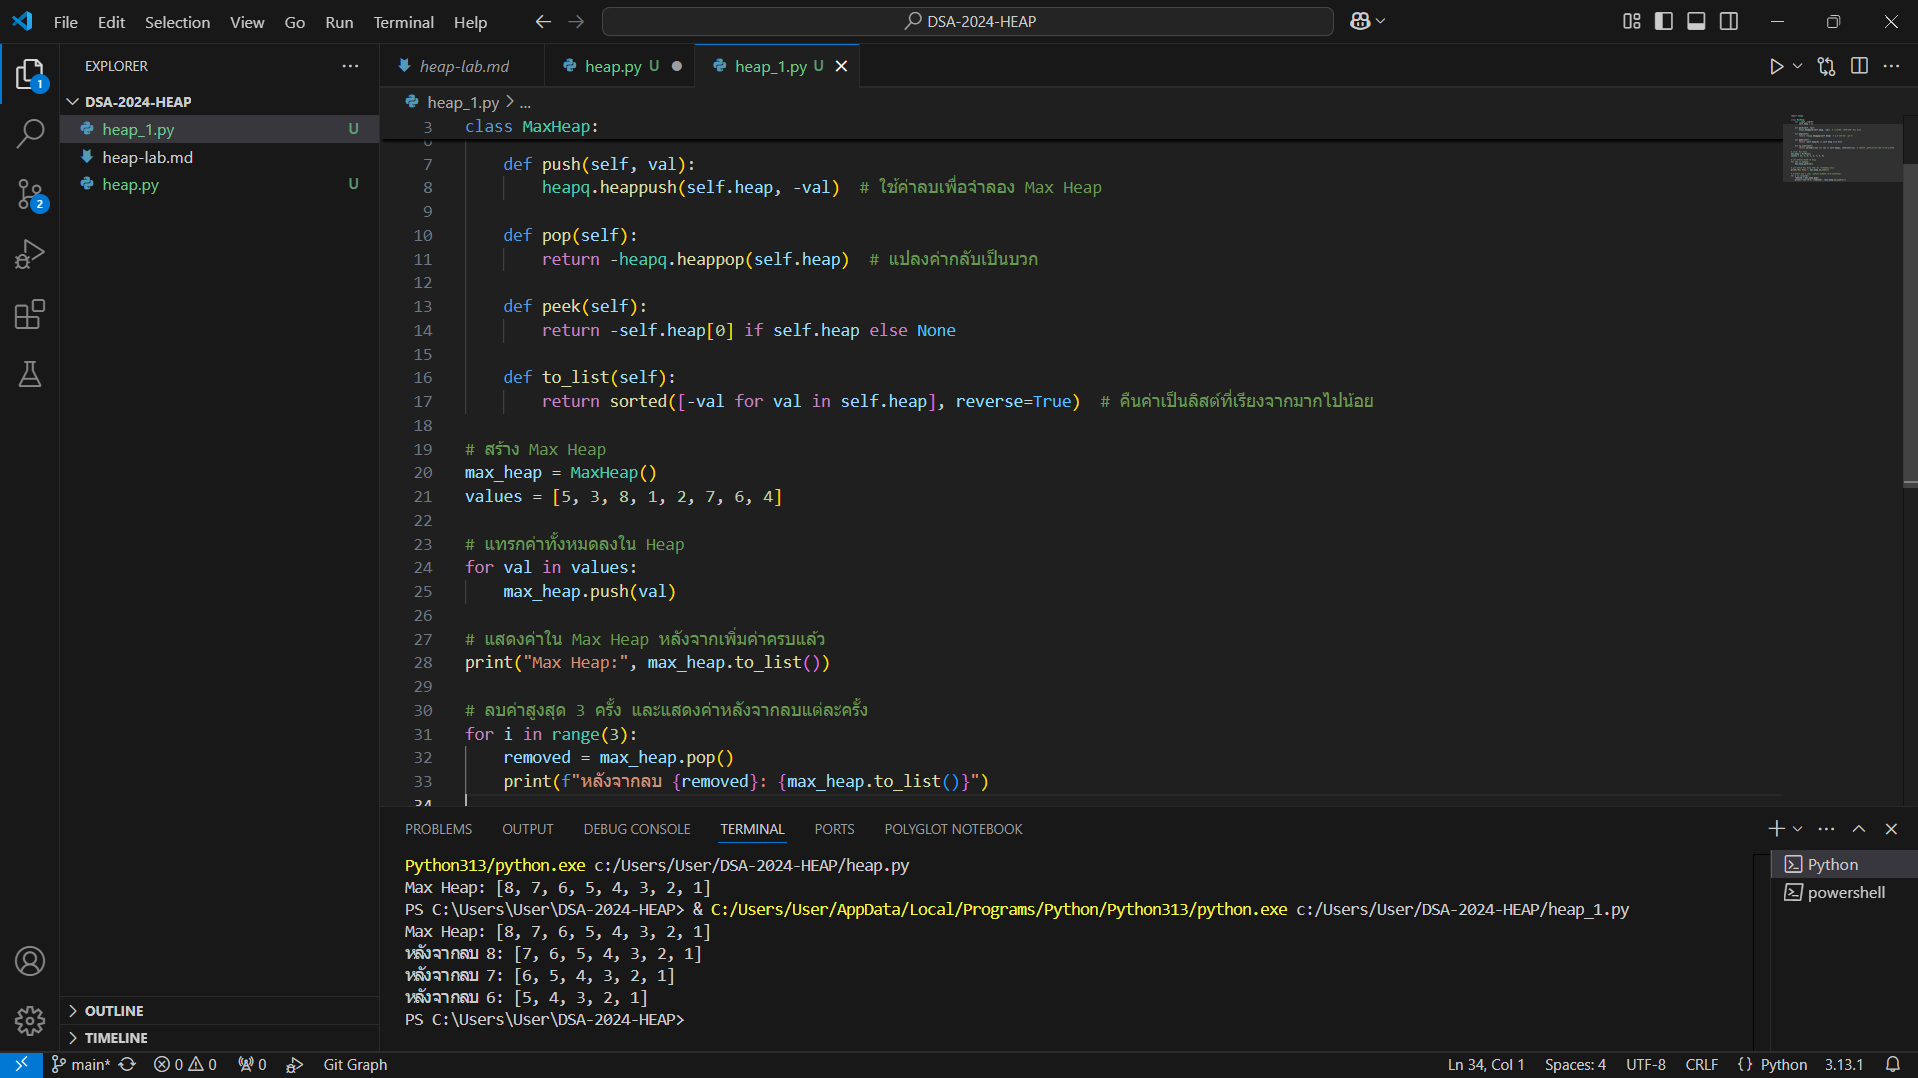 File Edit Selection View Go Run Terminal Help
DSA-2024-HEAP
EXPLORER
1
2
DSA-2024-HEAP
heap_1.py U
heap-lab.md
heap.py U
OUTLINE
TIMELINE
heap-lab.md heap.py U heap_1.py U
heap_1.py > ...
3 class MaxHeap:
7 def push(self, val):
8 heapq.heappush(self.heap, -val) # ใช้ค่าลบเพื่อจำลอง Max Heap
9
10 def pop(self):
11 return -heapq.heappop(self.heap) # แปลงค่ากลับเป็นบวก
12
13 def peek(self):
14 return -self.heap[0] if self.heap else None
15
16 def to_list(self):
17 return sorted([-val for val in self.heap], reverse=True) # คืนค่าเป็นลิสต์ที่เรียงจากมากไปน้อย
18
19 # สร้าง Max Heap
20 max_heap = MaxHeap()
21 values = [5, 3, 8, 1, 2, 7, 6, 4]
22
23 # แทรกค่าทั้งหมดลงใน Heap
24 for val in values:
25 max_heap.push(val)
26
27 # แสดงค่าใน Max Heap หลังจากเพิ่มค่าครบแล้ว
28 print("Max Heap:", max_heap.to_list())
29
30 # ลบค่าสูงสุด 3 ครั้ง และแสดงค่าหลังจากลบแต่ละครั้ง
31 for i in range(3):
32 removed = max_heap.pop()
33 print(f"หลังจากลบ {removed}: {max_heap.to_list()}")
34
PROBLEMS OUTPUT DEBUG CONSOLE TERMINAL PORTS POLYGLOT NOTEBOOK
Python313/python.exe c:/Users/User/DSA-2024-HEAP/heap.py
Max Heap: [8, 7, 6, 5, 4, 3, 2, 1]
PS C:\Users\User\DSA-2024-HEAP> & C:/Users/User/AppData/Local/Programs/Python/Python313/python.exe c:/Users/User/DSA-2024-HEAP/heap_1.py
Max Heap: [8, 7, 6, 5, 4, 3, 2, 1]
หลังจากลบ 8: [7, 6, 5, 4, 3, 2, 1]
หลังจากลบ 7: [6, 5, 4, 3, 2, 1]
หลังจากลบ 6: [5, 4, 3, 2, 1]
PS C:\Users\User\DSA-2024-HEAP>
Python
powershell
main* 0 0 0 Git Graph Ln 34, Col 1 Spaces: 4 UTF-8 CRLF {} Python 3.13.1